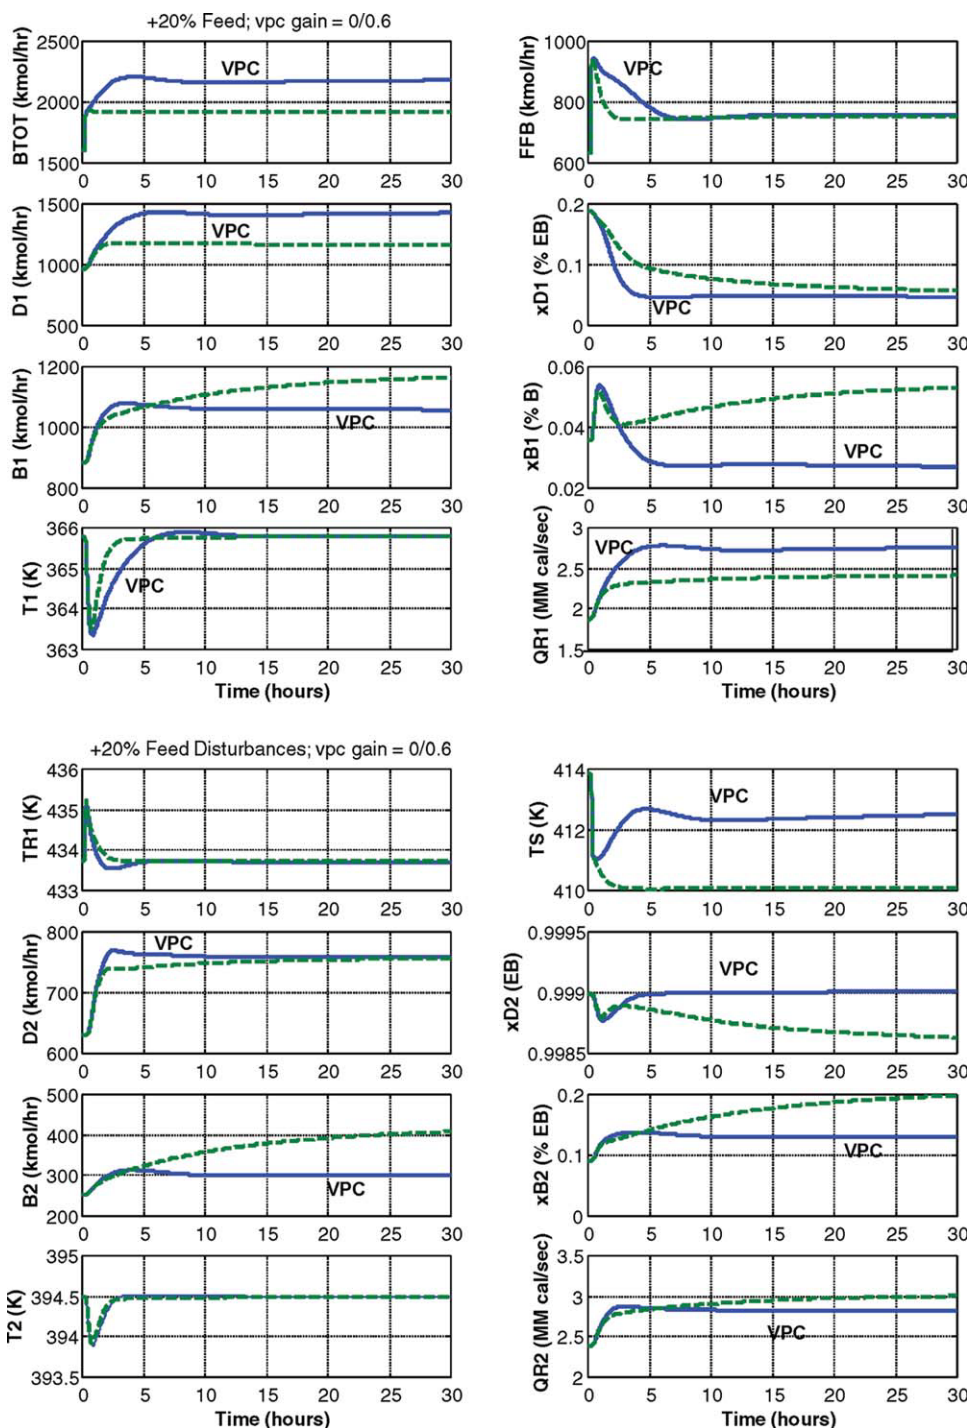 +20% Feed; vpc gain = 0/0.6
BTOT (kmol/hr)
2500
2000
1500
VPC
0 5 10 15 20 25 30
FFB (kmol/hr)
1000
800
600
VPC
0 5 10 15 20 25 30
D1 (kmol/hr)
1500
1000
500
VPC
0 5 10 15 20 25 30
xD1 (% EB)
0.2
0.1
0
VPC
0 5 10 15 20 25 30
B1 (kmol/hr)
1200
1000
800
VPC
0 5 10 15 20 25 30
xB1 (% B)
0.06
0.04
0.02
VPC
0 5 10 15 20 25 30
T1 (K)
366
365
364
363
VPC
0 5 10 15 20 25 30
Time (hours)
QR1 (MM cal/sec)
3
2.5
2
1.5
VPC
0 5 10 15 20 25 30
Time (hours)
+20% Feed Disturbances; vpc gain = 0/0.6
TR1 (K)
436
435
434
433
0 5 10 15 20 25 30
TS (K)
414
412
410
VPC
0 5 10 15 20 25 30
D2 (kmol/hr)
800
700
600
VPC
0 5 10 15 20 25 30
xD2 (EB)
0.9995
0.999
0.9985
VPC
0 5 10 15 20 25 30
B2 (kmol/hr)
500
400
300
200
VPC
0 5 10 15 20 25 30
xB2 (% EB)
0.2
0.1
0
VPC
0 5 10 15 20 25 30
T2 (K)
395
394.5
394
393.5
0 5 10 15 20 25 30
Time (hours)
QR2 (MM cal/sec)
3.5
3
2.5
2
VPC
0 5 10 15 20 25 30
Time (hours)